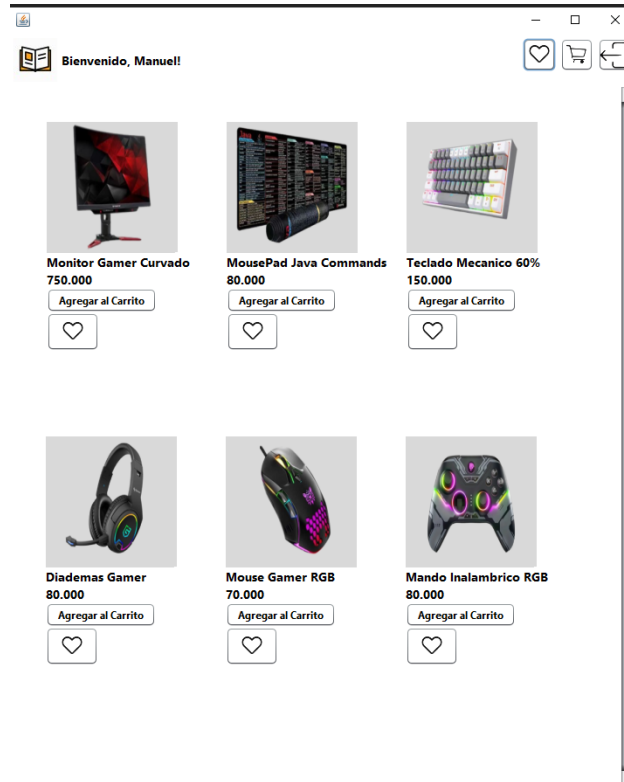 Bienvenido, Manuel!
Monitor Gamer Curvado
750.000
Agregar al Carrito
MousePad Java Commands
80.000
Agregar al Carrito
Teclado Mecanico 60%
150.000
Agregar al Carrito
Diademas Gamer
80.000
Agregar al Carrito
Mouse Gamer RGB
70.000
Agregar al Carrito
Mando Inalambrico RGB
80.000
Agregar al Carrito